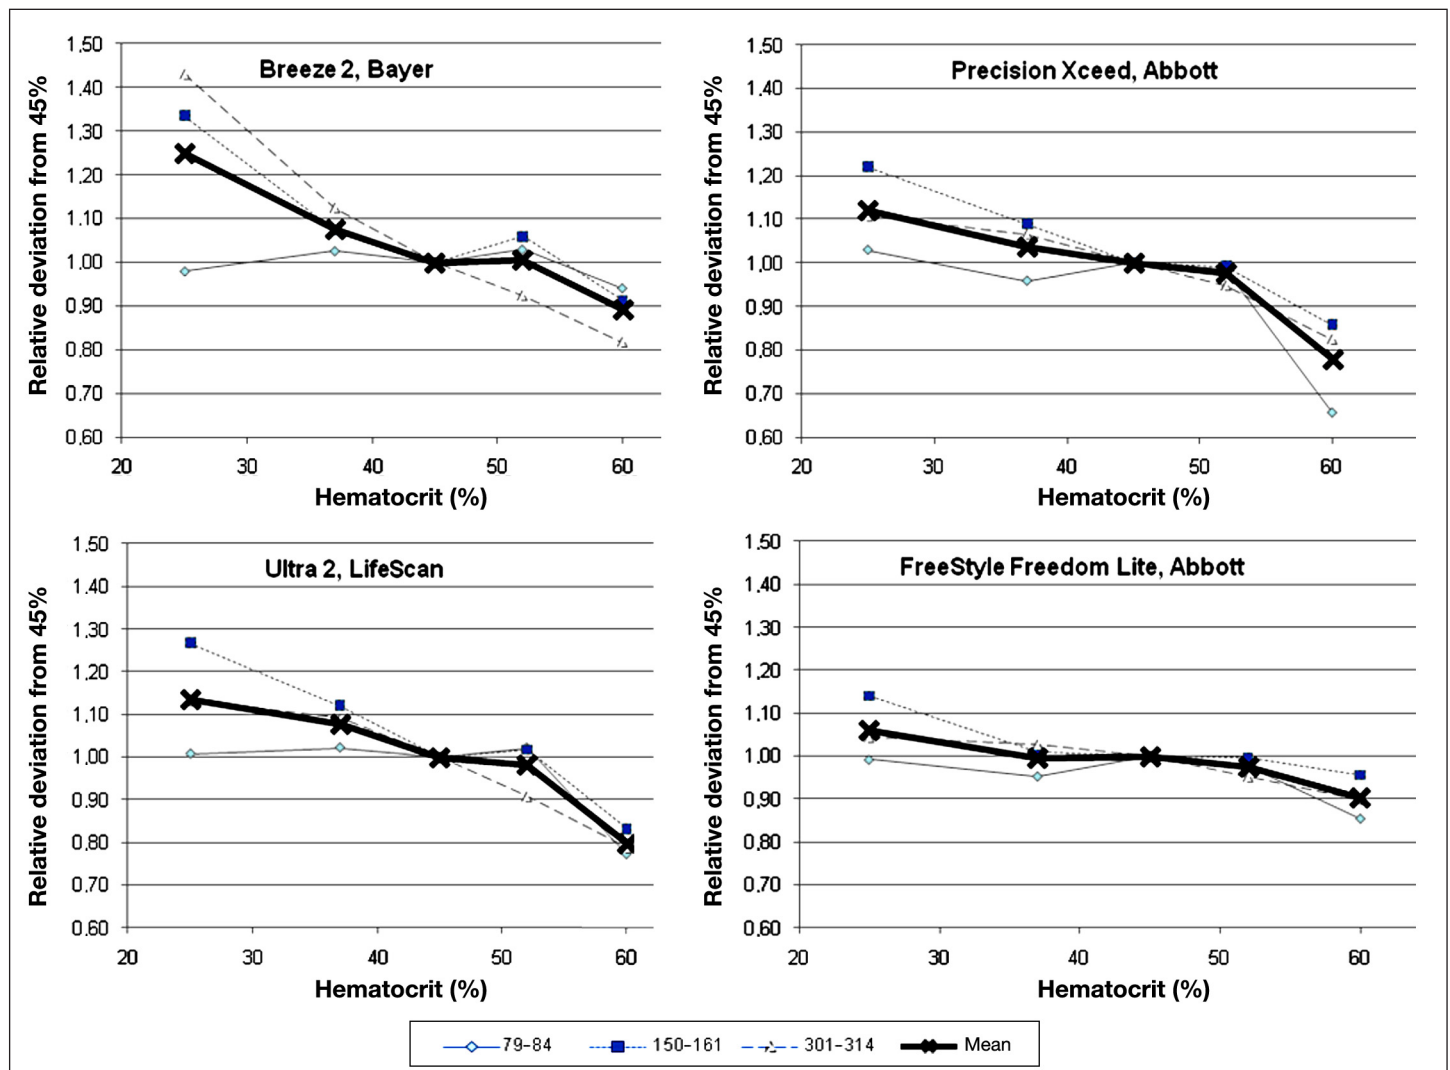 Breeze 2, Bayer
Relative deviation from 45%
1.50
1.40
1.30
1.20
1.10
1.00
0.90
0.80
0.70
0.60
20 30 40 50 60
Hematocrit (%)
Precision Xceed, Abbott
Relative deviation from 45%
1.50
1.40
1.30
1.20
1.10
1.00
0.90
0.80
0.70
0.60
20 30 40 50 60
Hematocrit (%)
Ultra 2, LifeScan
Relative deviation from 45%
1.50
1.40
1.30
1.20
1.10
1.00
0.90
0.80
0.70
0.60
20 30 40 50 60
Hematocrit (%)
FreeStyle Freedom Lite, Abbott
Relative deviation from 45%
1.50
1.40
1.30
1.20
1.10
1.00
0.90
0.80
0.70
0.60
20 30 40 50 60
Hematocrit (%)
79-84 150-161 301-314 Mean